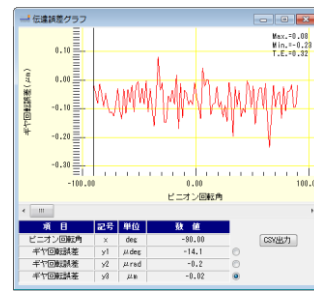 伝達誤差グラフ
Max.=0.08
Min.=-0.23
T.E.=0.32
ギヤ回転誤差(μm)
0.10
0.00
-0.10
-0.20
-0.30
-100.00
0.00
100.0
ピニオン回転角
項 目 記号 単位 数 値
ピニオン回転角 x deg -90.00
ギヤ回転誤差 y1 μdeg -14.1
ギヤ回転誤差 y2 μrad -0.2
ギヤ回転誤差 y3 μm -0.02
CSV出力